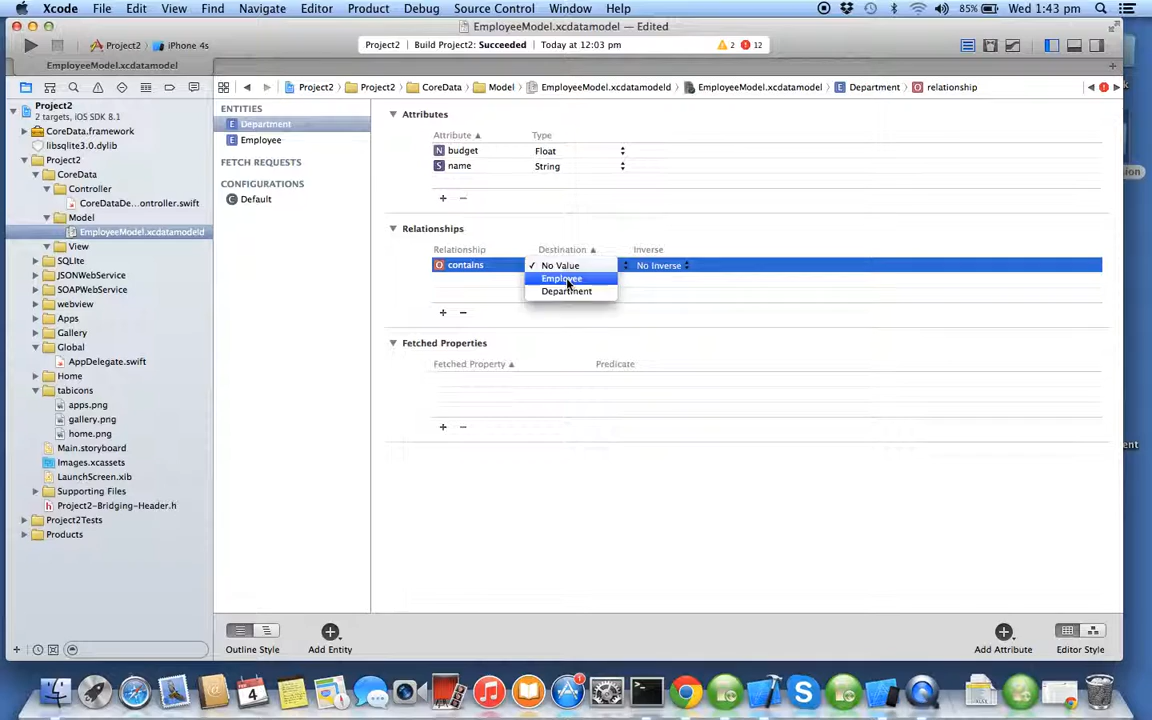 Xcode File Edit View Find Navigate Editor Product Debug Source Control Window Help 85% Wed 1:43 pm
EmployeeModel.xcdatamodel — Edited
Project2 iPhone 4s Project2 Build Project2: Succeeded Today at 12:03 pm 2 12
EmployeeModel.xcdatamodel
Project2 Project2 CoreData Model EmployeeModel.xcdatamodeld EmployeeModel.xcdatamodel Department relationship
Project2
2 targets, iOS SDK 8.1
CoreData.framework
libsqlite3.0.dylib
Project2
CoreData
Controller
CoreDataDe...ontroller.swift
Model
EmployeeModel.xcdatamodeld
View
SQLite
JSONWebService
SOAPWebService
webview
Apps
Gallery
Global
AppDelegate.swift
Home
tabicons
apps.png
gallery.png
home.png
Main.storyboard
Images.xcassets
LaunchScreen.xib
Supporting Files
Project2-Bridging-Header.h
Project2Tests
Products
ENTITIES
E Department
E Employee
FETCH REQUESTS
CONFIGURATIONS
C Default
Attributes
Attribute Type
N budget Float
S name String
Relationships
Relationship Destination Inverse
O contains No Value No Inverse
Employee
Department
Fetched Properties
Fetched Property Predicate
Outline Style Add Entity Add Attribute Editor Style
sion
ent
FEB
4
1